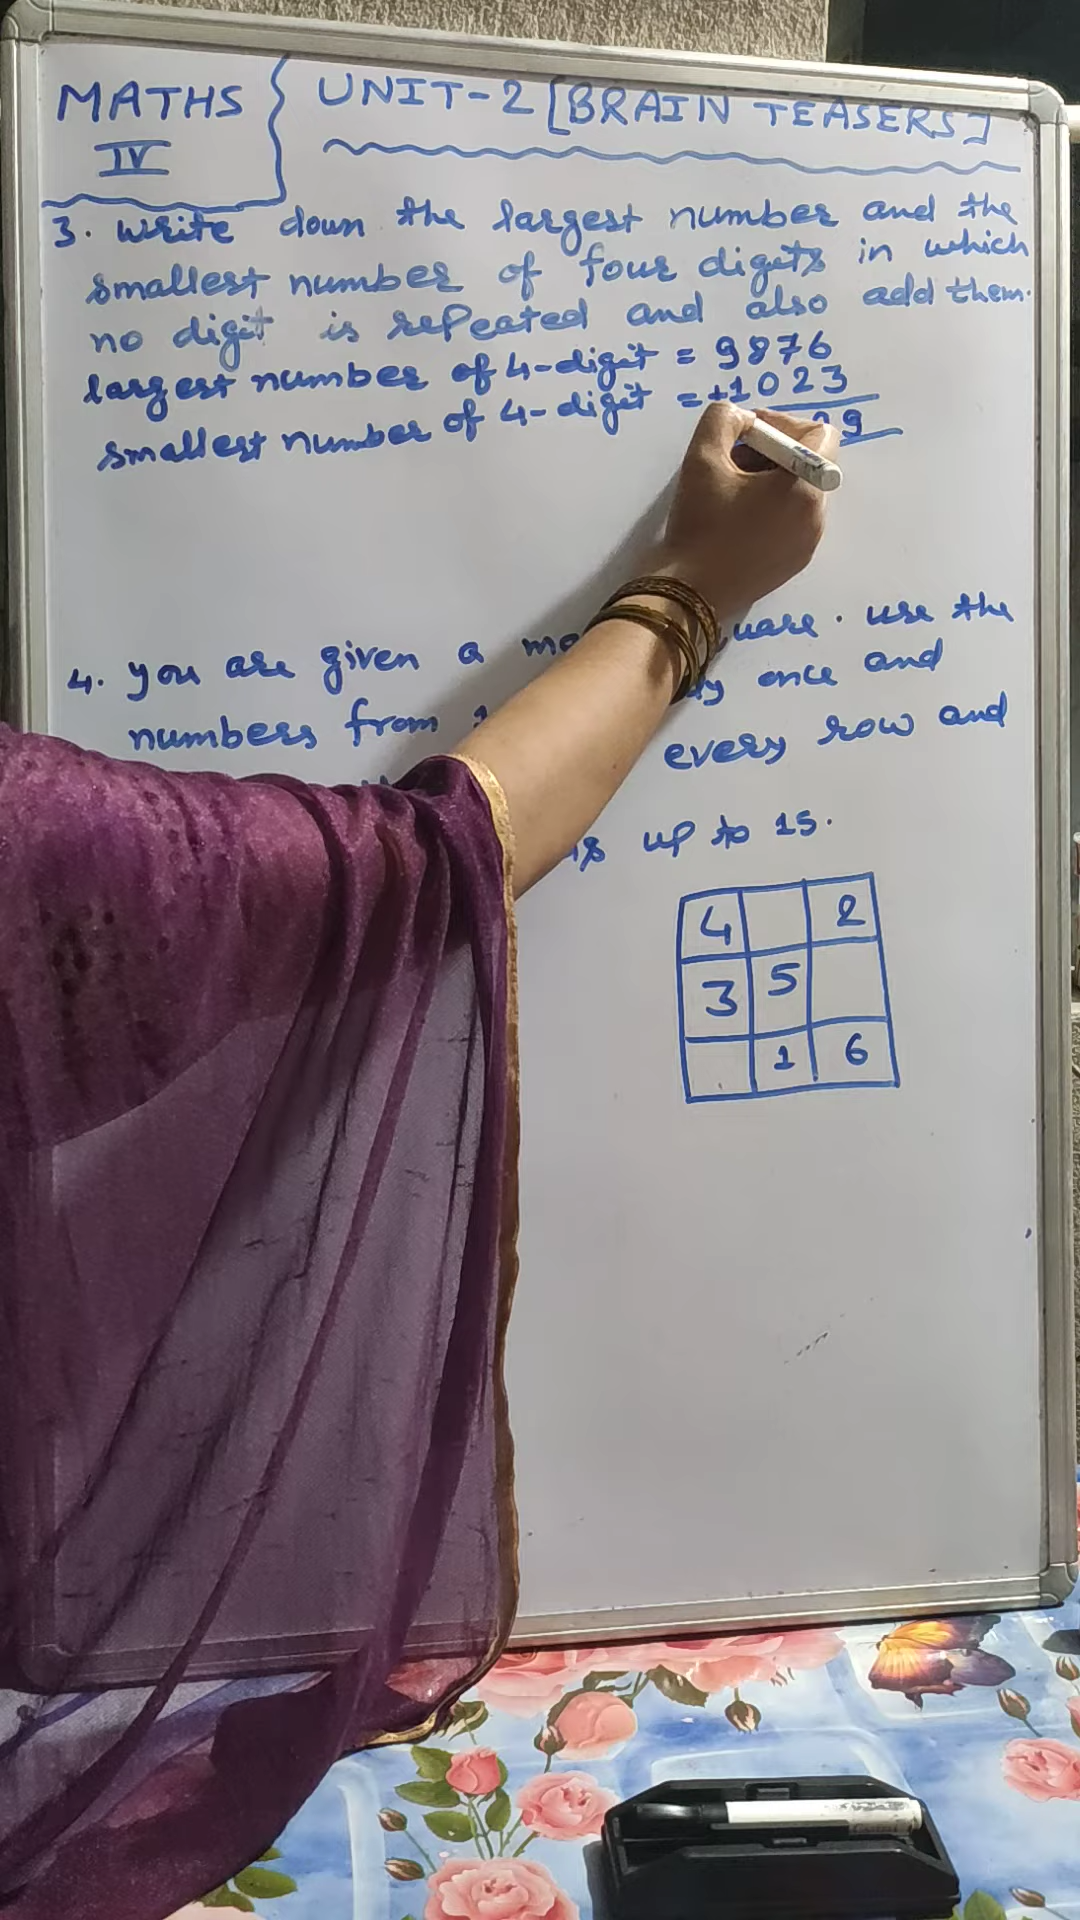 MATHS
IV
UNIT-2 [BRAIN TEASERS]
3. Write down the largest number and the
smallest number of four digits in which
no digit is repeated and also add them.
largest number of 4-digit = 9876
smallest number of 4-digit = +1023
99
4. you are given a use the
numbers from once and
every row and
up to 15.
4 2
3 5
1 6